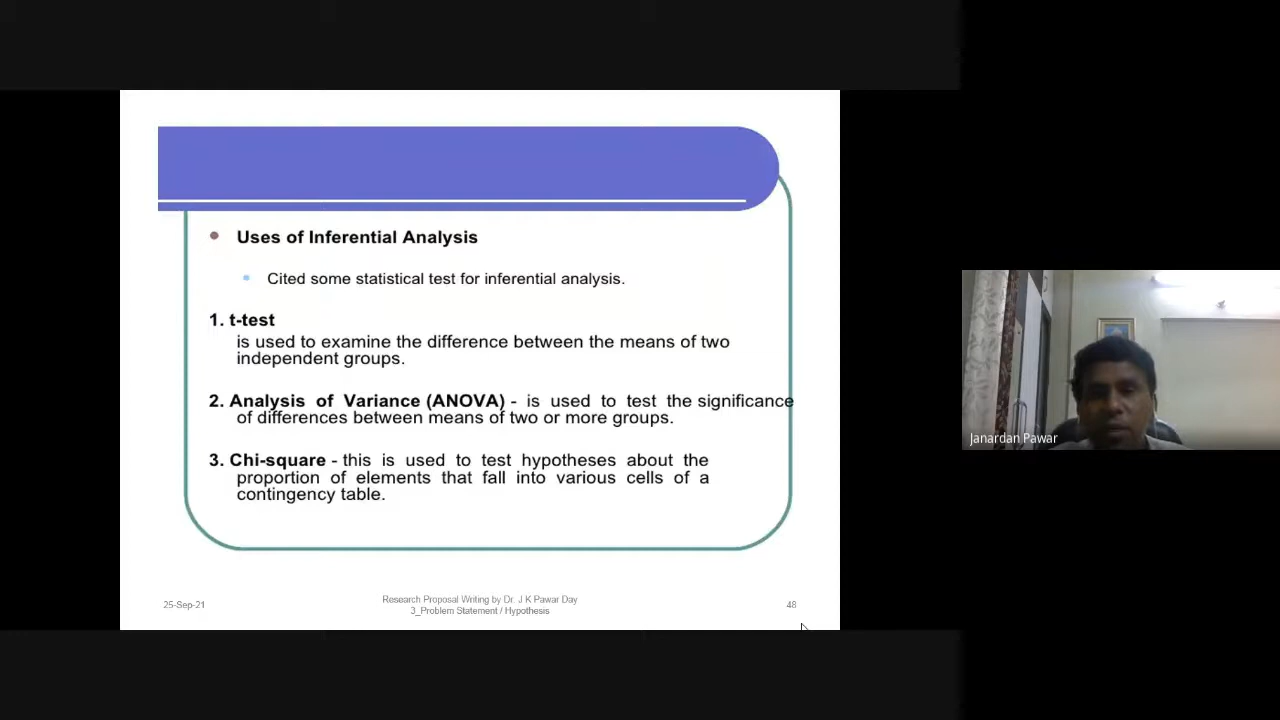 Uses of Inferential Analysis
Cited some statistical test for inferential analysis.
1. t-test
is used to examine the difference between the means of two
independent groups.
2. Analysis of Variance (ANOVA) - is used to test the significance
of differences between means of two or more groups.
3. Chi-square - this is used to test hypotheses about the
proportion of elements that fall into various cells of a
contingency table.
25-Sep-21
Research Proposal Writing by Dr. J K Pawar Day
3_Problem Statement / Hypothesis
48
Janardan Pawar